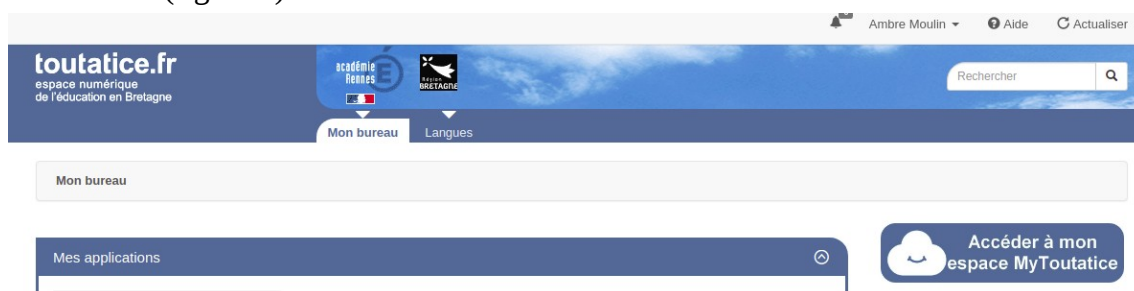 Ambre Moulin
Aide
Actualiser
toutatice.fr
espace numérique
de l'éducation en Bretagne
académie
Rennes
Région
BRETAGNE
Rechercher
Mon bureau
Langues
Mon bureau
Mes applications
Accéder à mon
espace MyToutatice